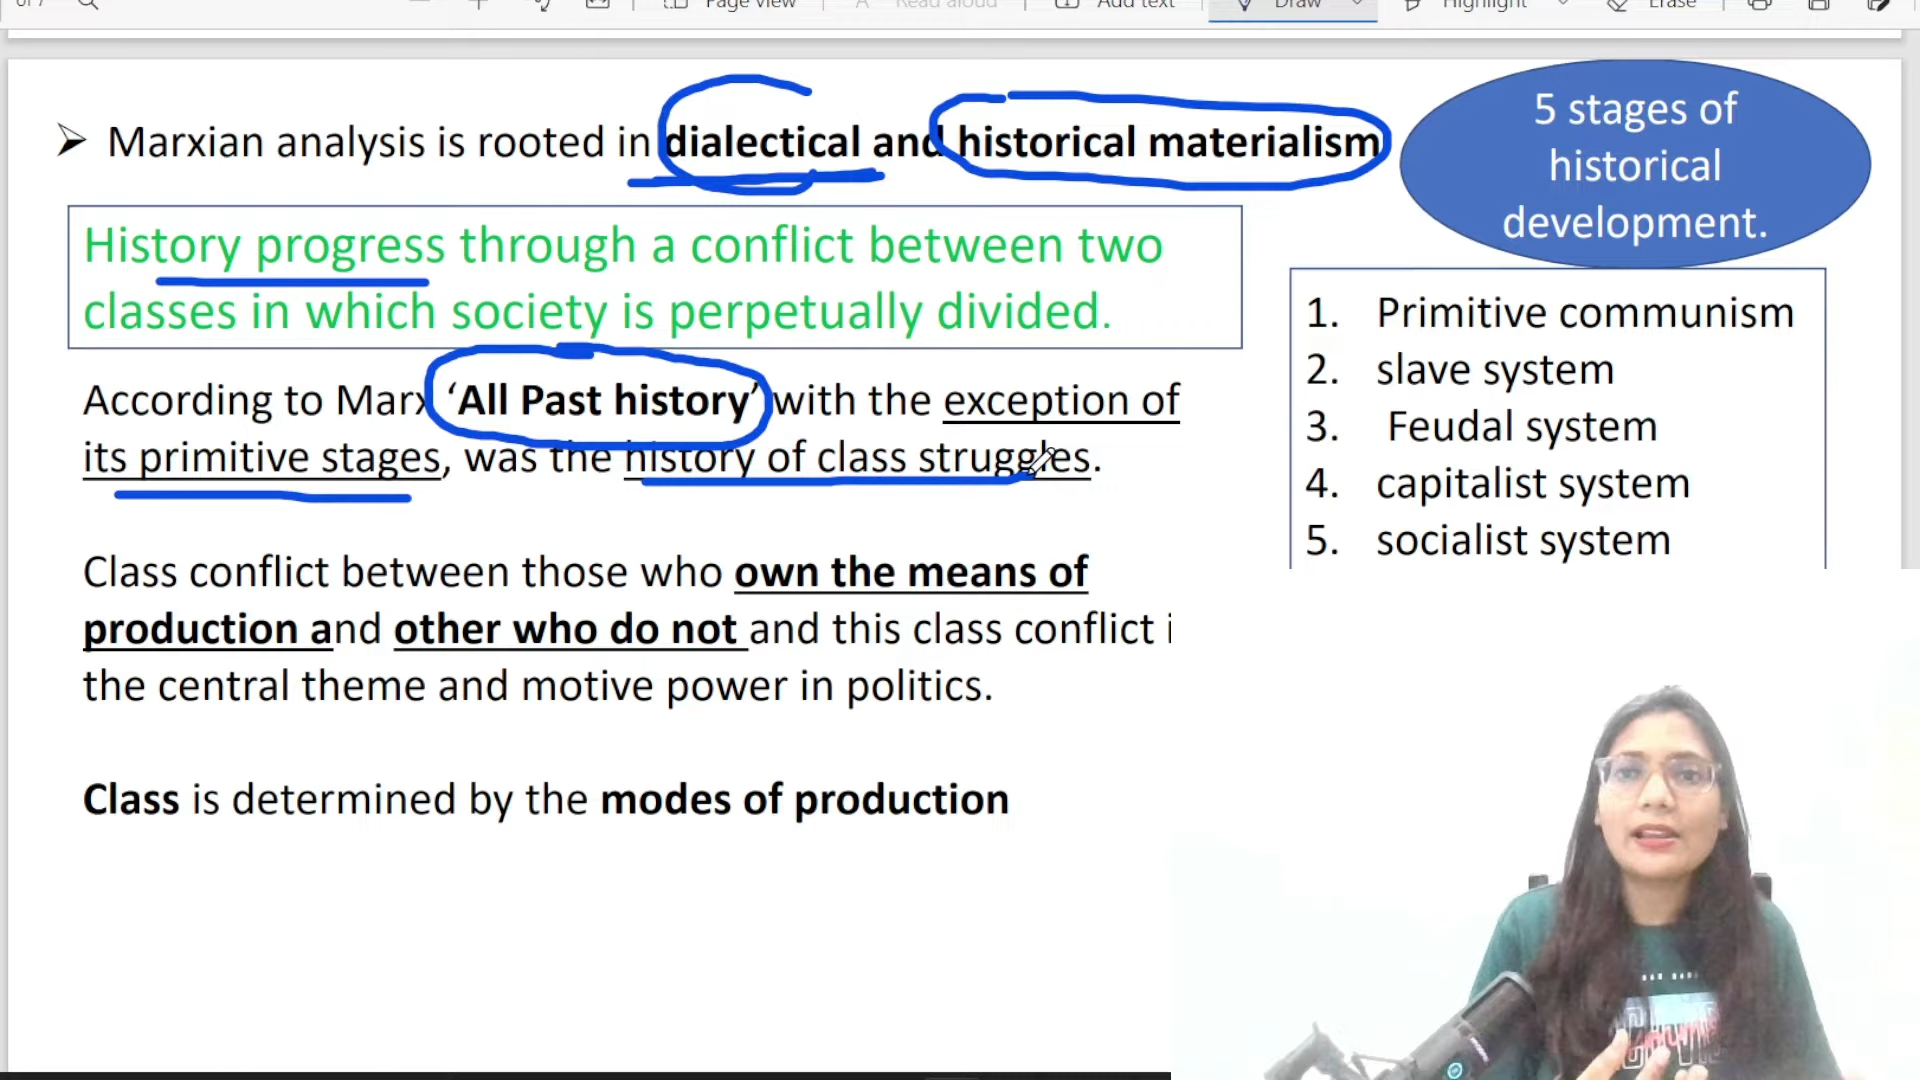 Page view
Read aloud
Add text
Draw
Highlight
Erase
Marxian analysis is rooted in dialectical and historical materialism
5 stages of
historical
development.
History progress through a conflict between two
classes in which society is perpetually divided.
According to Marx ‘All Past history’ with the exception of
its primitive stages, was the history of class struggles.
Class conflict between those who own the means of
production and other who do not and this class conflict i
the central theme and motive power in politics.
Class is determined by the modes of production
1. Primitive communism
2. slave system
3. Feudal system
4. capitalist system
5. socialist system